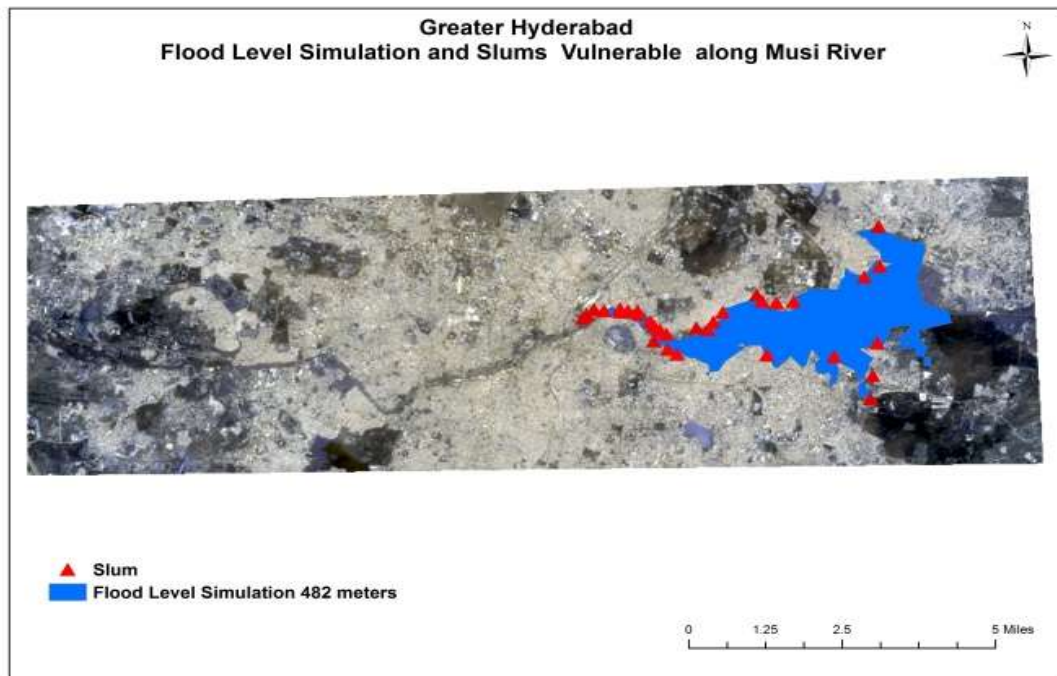 Greater Hyderabad
Flood Level Simulation and Slums Vulnerable along Musi River
N
Slum
Flood Level Simulation 482 meters
0 1.25 2.5 5 Miles